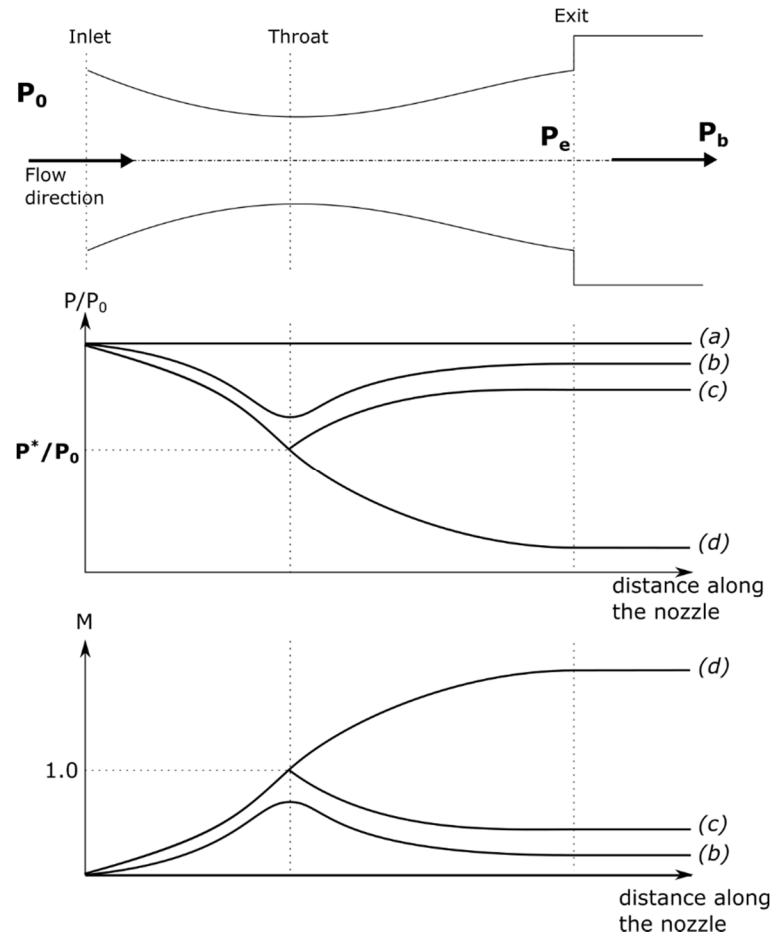 Exit
Inlet
Throat
P0
Pe
Pb
Flow
direction
P/P0
(a)
(b)
(c)
P*/P0
(d)
distance along
the nozzle
M
(d)
1.0
(c)
(b)
distance along
the nozzle